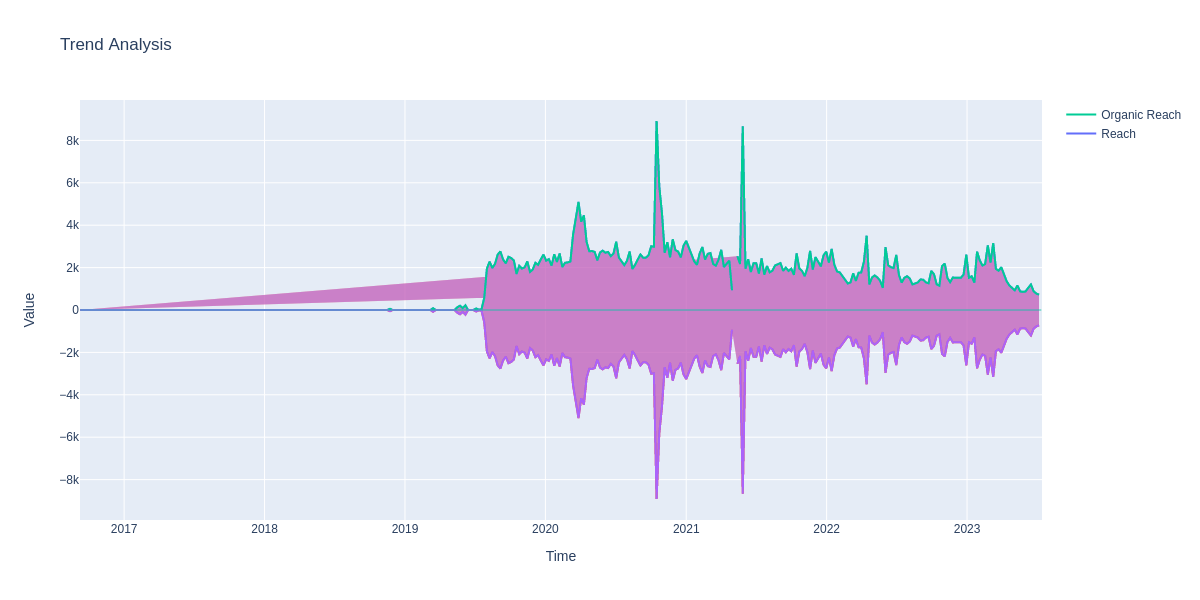 Trend Analysis
Organic Reach
Reach
8k
6k
4k
2k
0
−2k
−4k
−6k
−8k
Value
2017
2018
2019
2020
2021
2022
2023
Time